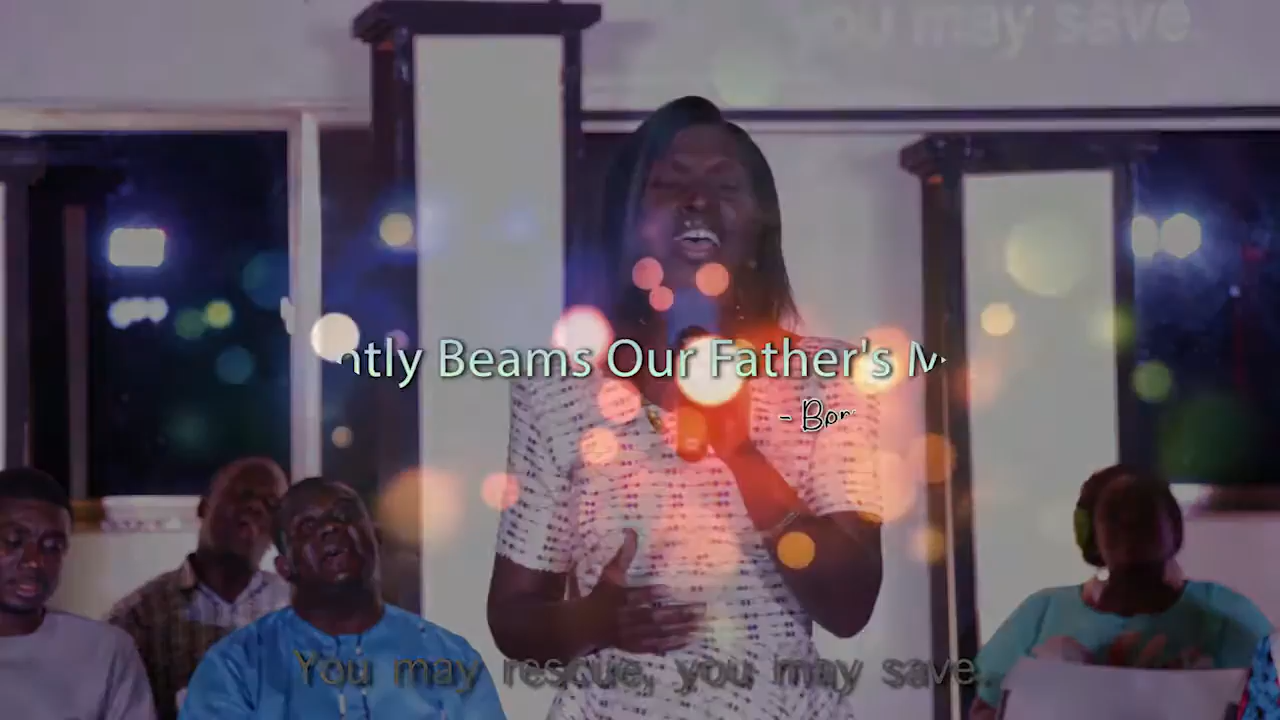 you may save.
ntly Beams Our Father's M
- Bon
You may rescue, you may save.